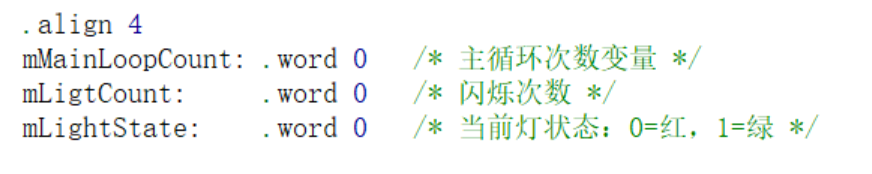 .align 4
mMainLoopCount: .word 0   /* 主循环次数变量 */
mLigtCount:     .word 0   /* 闪烁次数 */
mLightState:    .word 0   /* 当前灯状态：0=红，1=绿 */